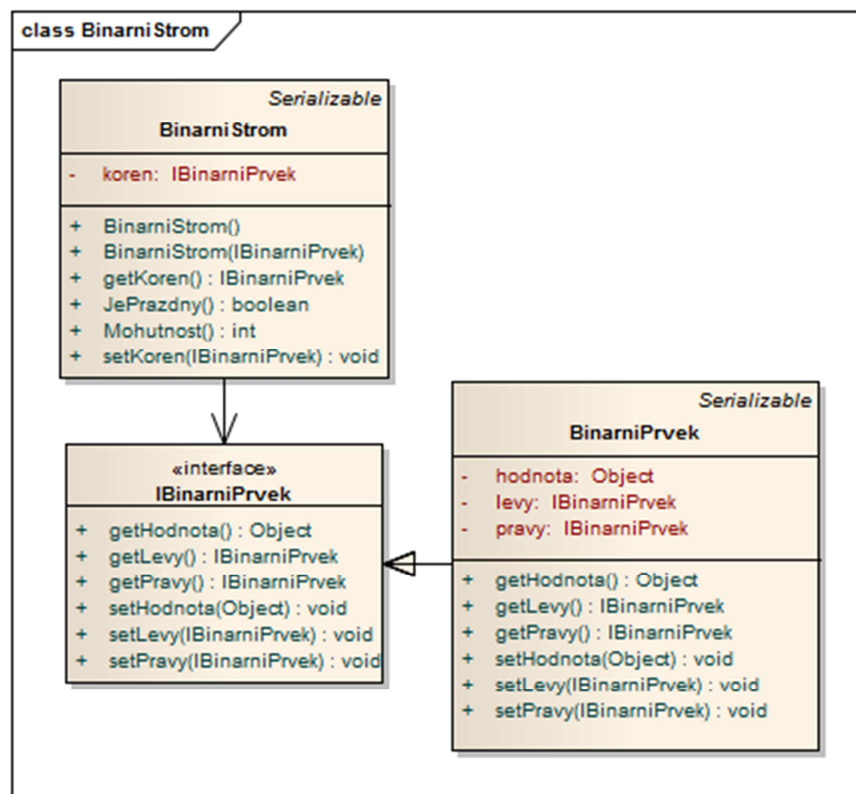 class BinarniStrom
Serializable
BinarniStrom
- koren: IBinarniPrvek
+ BinarniStrom()
+ BinarniStrom(IBinarniPrvek)
+ getKoren() : IBinarniPrvek
+ JePrazdny() : boolean
+ Mohutnost() : int
+ setKoren(IBinarniPrvek) : void
«interface»
IBinarniPrvek
+ getHodnota() : Object
+ getLevy() : IBinarniPrvek
+ getPravy() : IBinarniPrvek
+ setHodnota(Object) : void
+ setLevy(IBinarniPrvek) : void
+ setPravy(IBinarniPrvek) : void
Serializable
BinarniPrvek
- hodnota: Object
- levy: IBinarniPrvek
- pravy: IBinarniPrvek
+ getHodnota() : Object
+ getLevy() : IBinarniPrvek
+ getPravy() : IBinarniPrvek
+ setHodnota(Object) : void
+ setLevy(IBinarniPrvek) : void
+ setPravy(IBinarniPrvek) : void